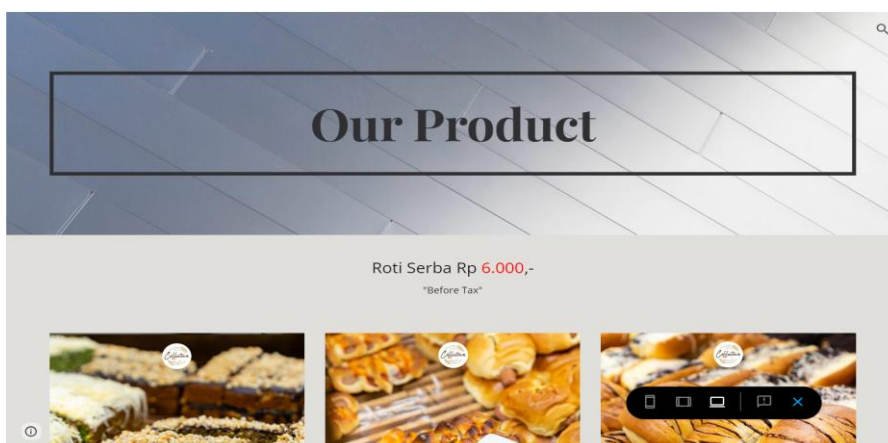 Our Product
Roti Serba Rp 6.000,-
"Before Tax"